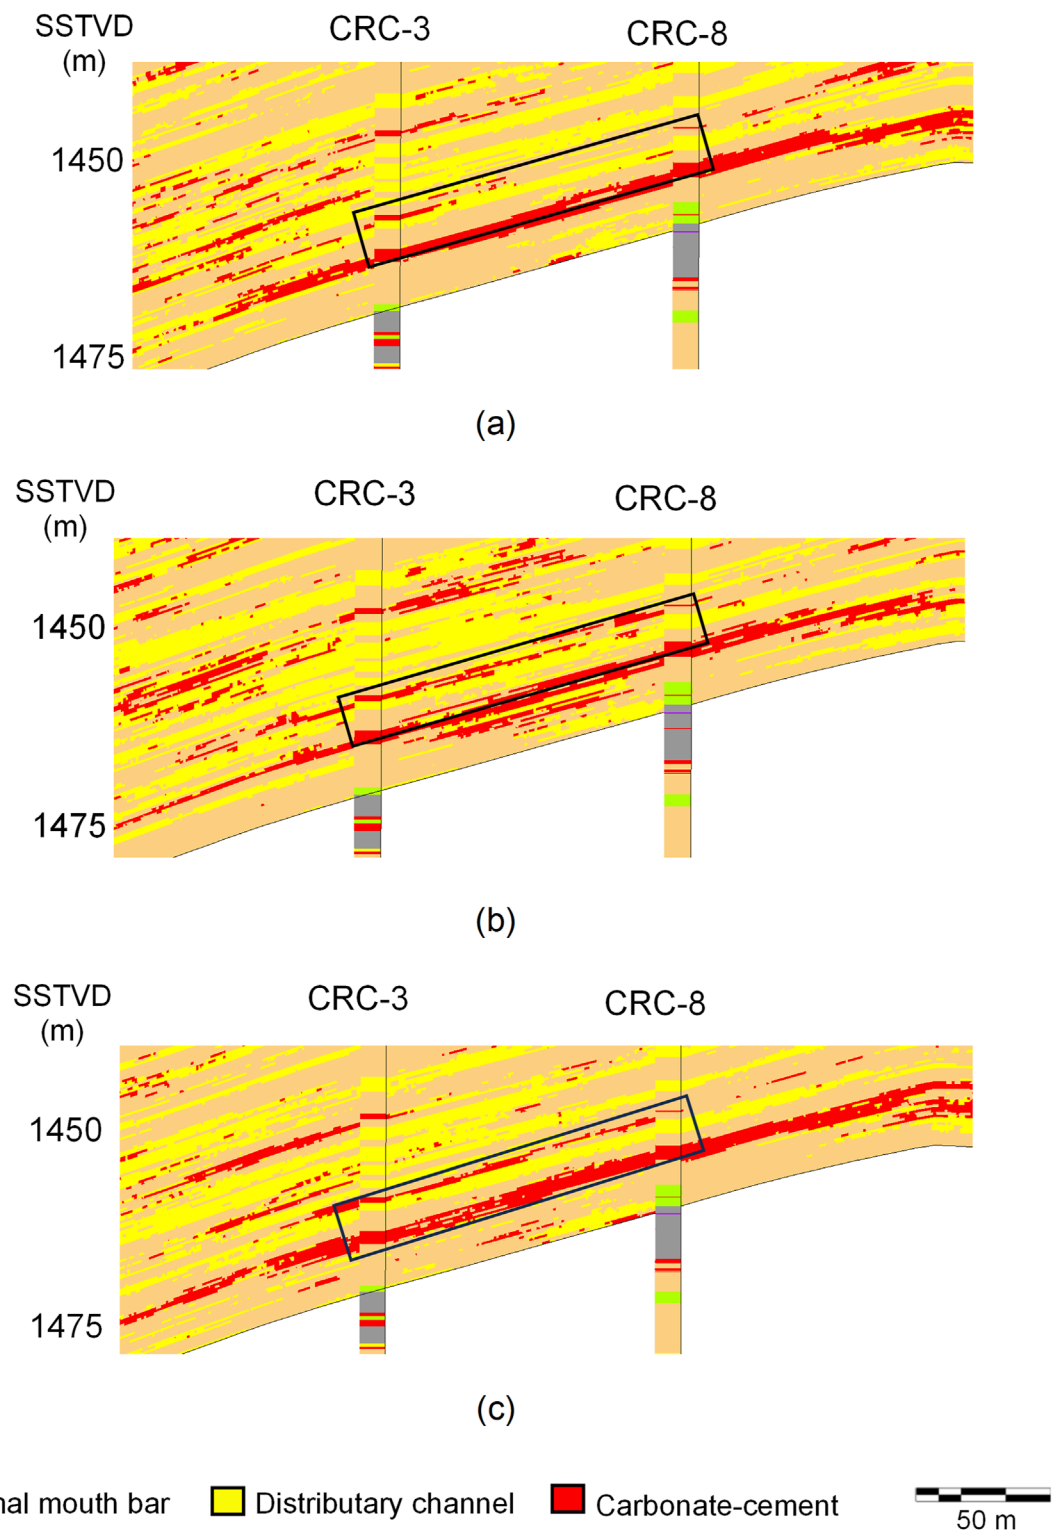 SSTVD
(m)
CRC-3
CRC-8
1450
1475
(a)
SSTVD
(m)
CRC-3
CRC-8
1450
1475
(b)
SSTVD
(m)
CRC-3
CRC-8
1450
1475
(c)
mouth bar Distributary channel Carbonate-cement
50 m